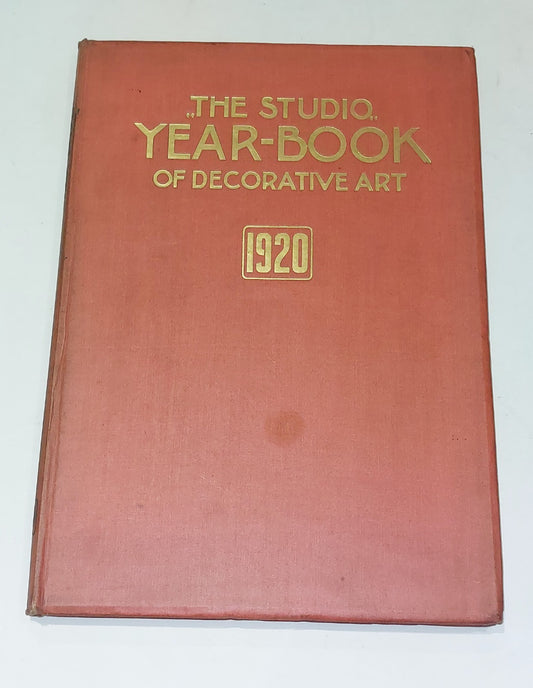 „THE STUDIO„
YEAR-BOOK
OF DECORATIVE ART
1920